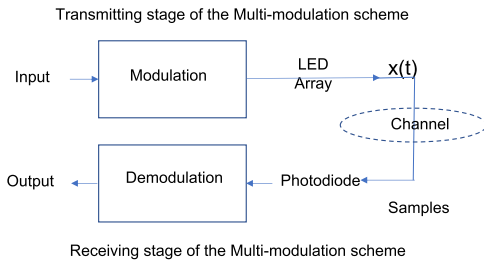 Transmitting stage of the Multi-modulation scheme
Input
Modulation
LED
Array
x(t)
Channel
Output
Demodulation
Photodiode
Samples
Receiving stage of the Multi-modulation scheme